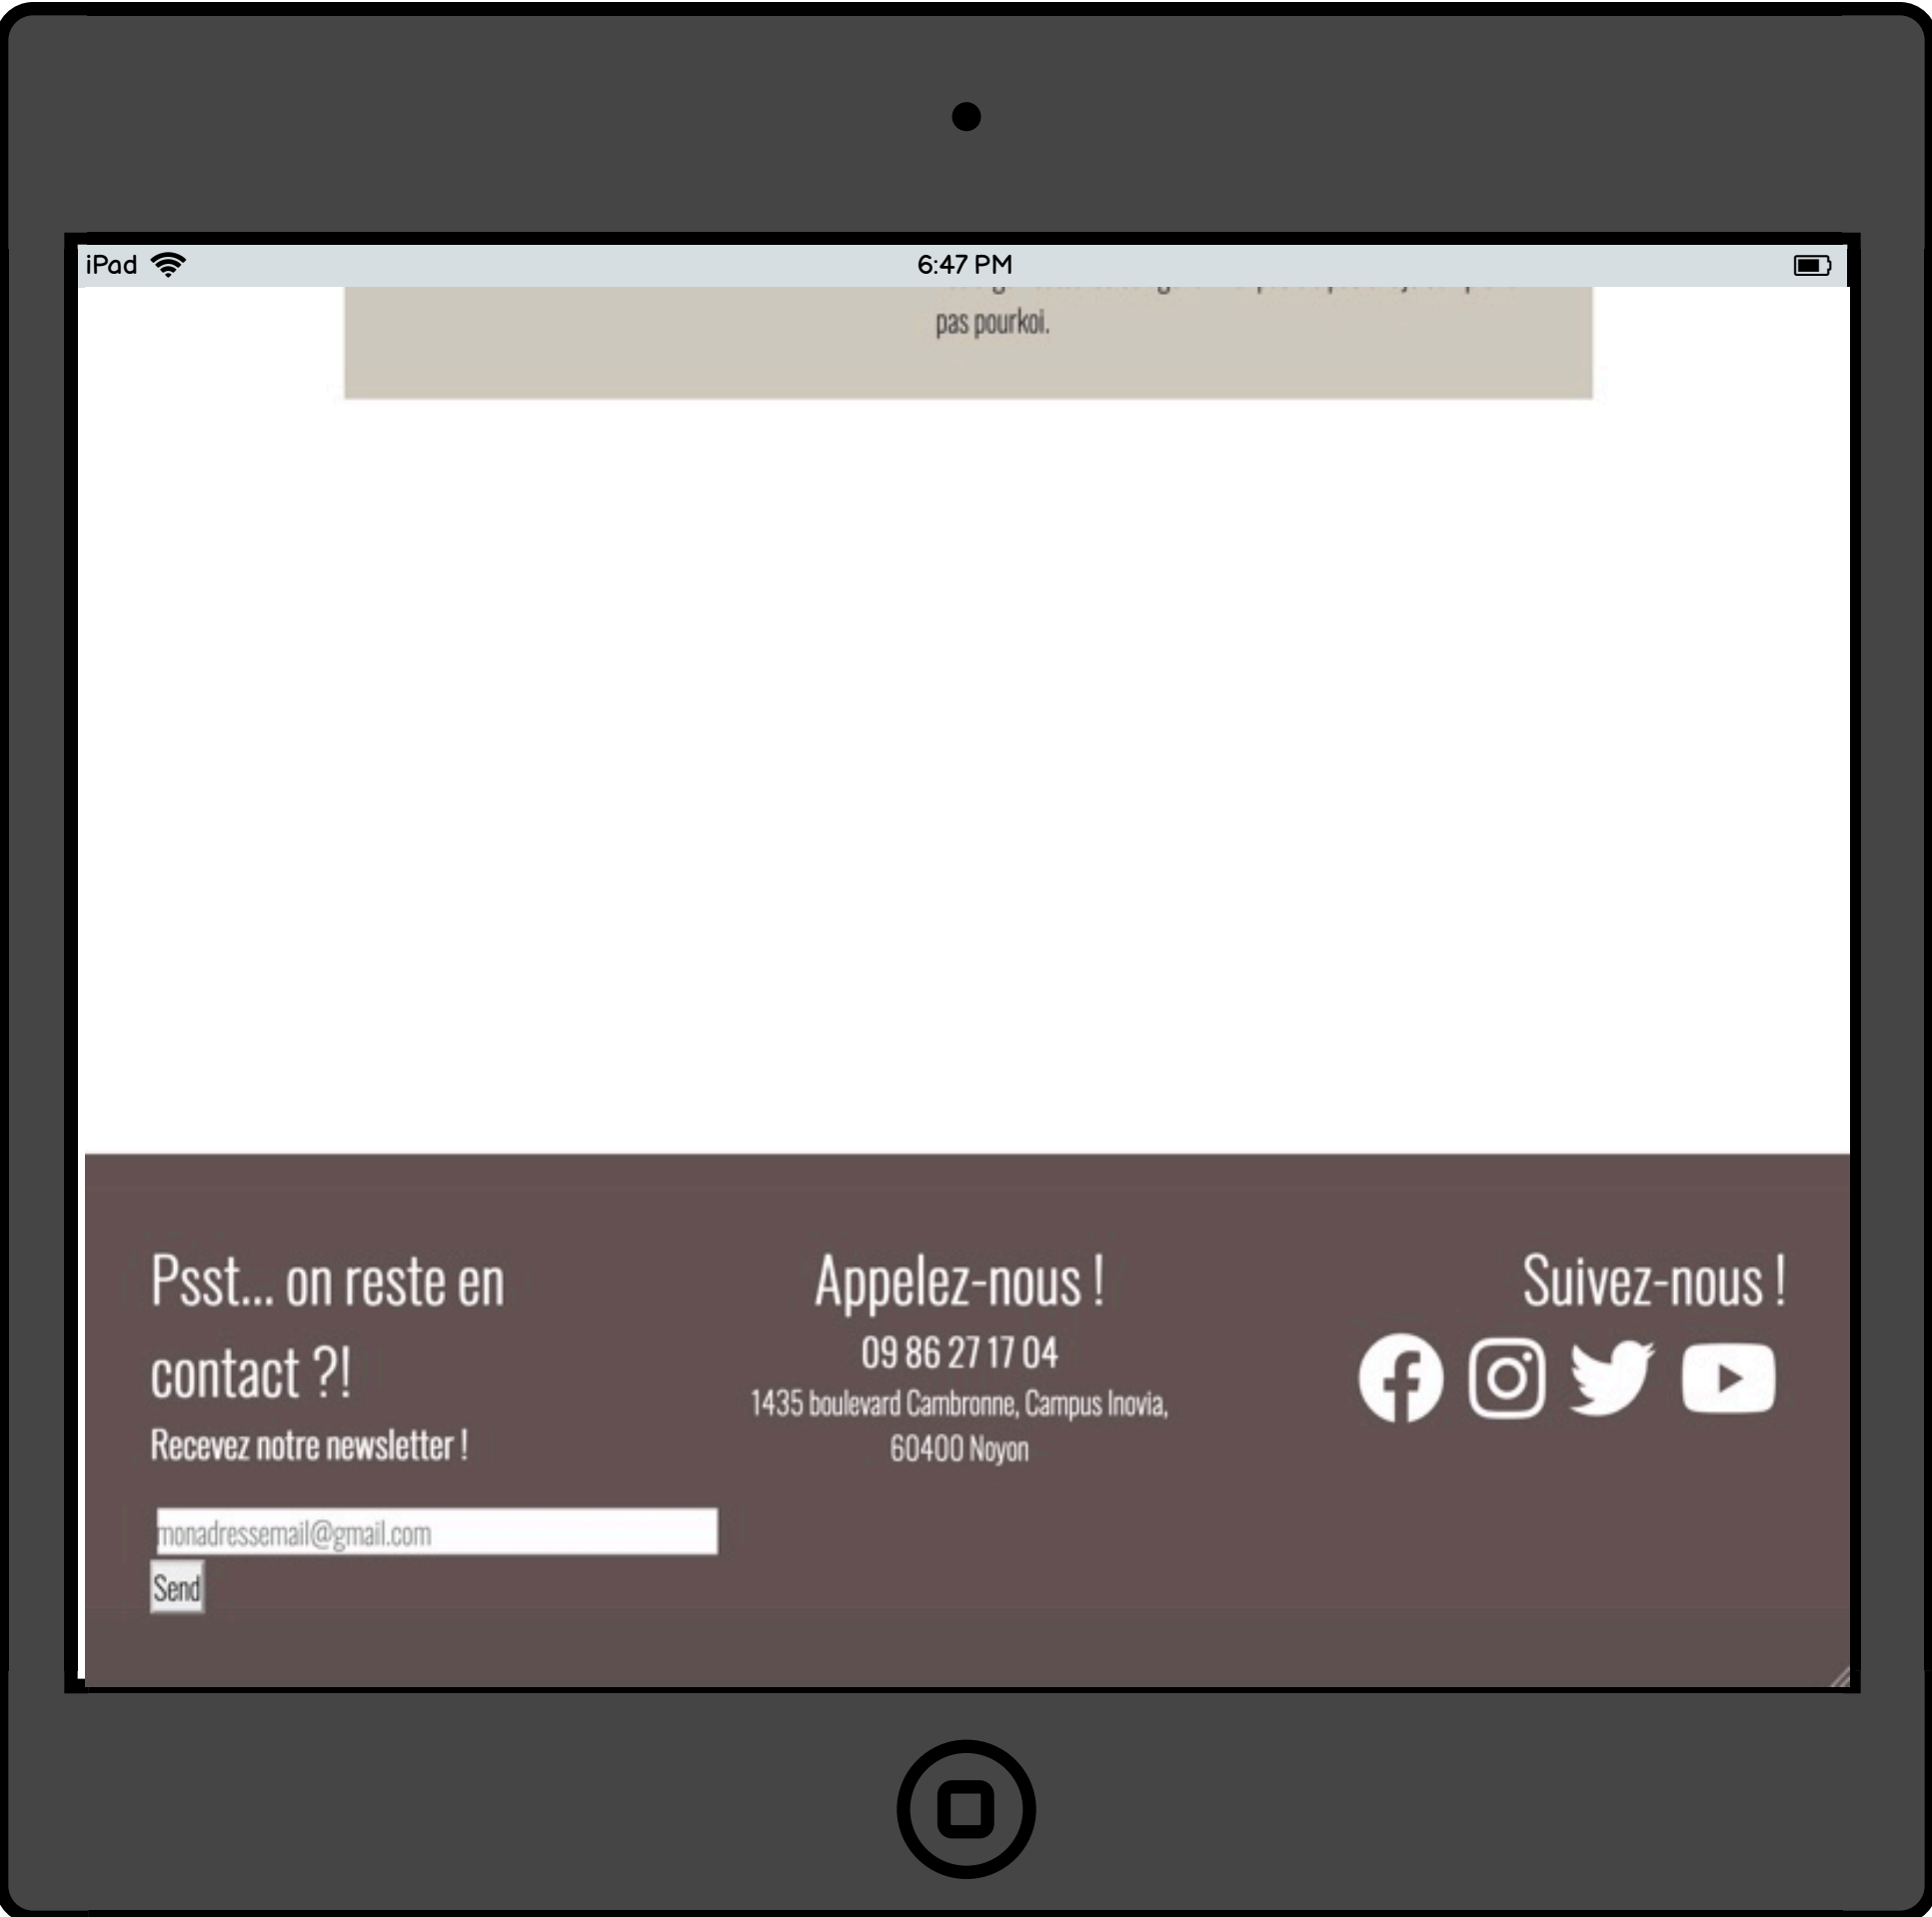 iPad
6:47 PM
pas pourkoi.
Psst... on reste en
contact ?!
Recevez notre newsletter !
monadressemail@gmail.com
Send
Appelez-nous !
09 86 27 17 04
1435 boulevard Cambronne, Campus Inovia,
60400 Noyon
Suivez-nous !